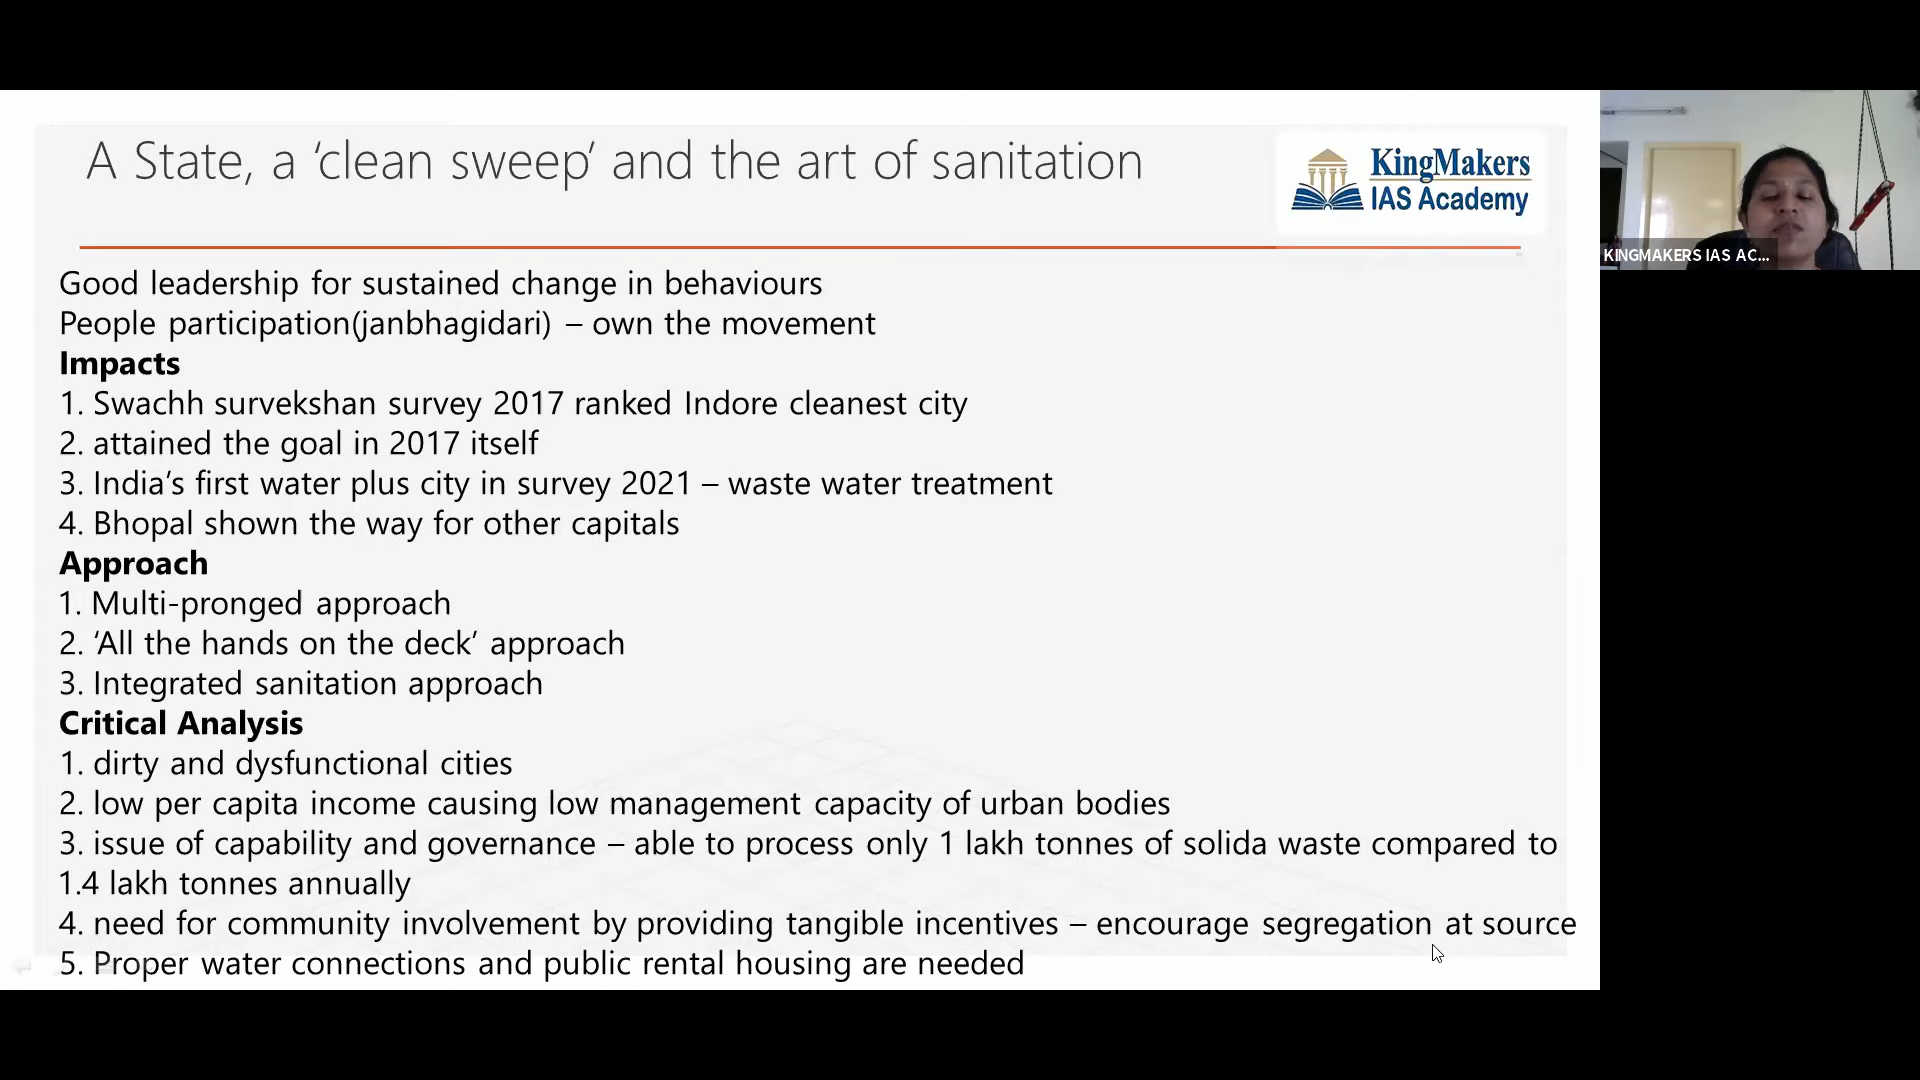 A State, a ‘clean sweep’ and the art of sanitation
KingMakers
IAS Academy
KINGMAKERS IAS AC...
Good leadership for sustained change in behaviours
People participation(janbhagidari) – own the movement
Impacts
1. Swachh survekshan survey 2017 ranked Indore cleanest city
2. attained the goal in 2017 itself
3. India’s first water plus city in survey 2021 – waste water treatment
4. Bhopal shown the way for other capitals
Approach
1. Multi-pronged approach
2. ‘All the hands on the deck’ approach
3. Integrated sanitation approach
Critical Analysis
1. dirty and dysfunctional cities
2. low per capita income causing low management capacity of urban bodies
3. issue of capability and governance – able to process only 1 lakh tonnes of solida waste compared to
1.4 lakh tonnes annually
4. need for community involvement by providing tangible incentives – encourage segregation at source
5. Proper water connections and public rental housing are needed